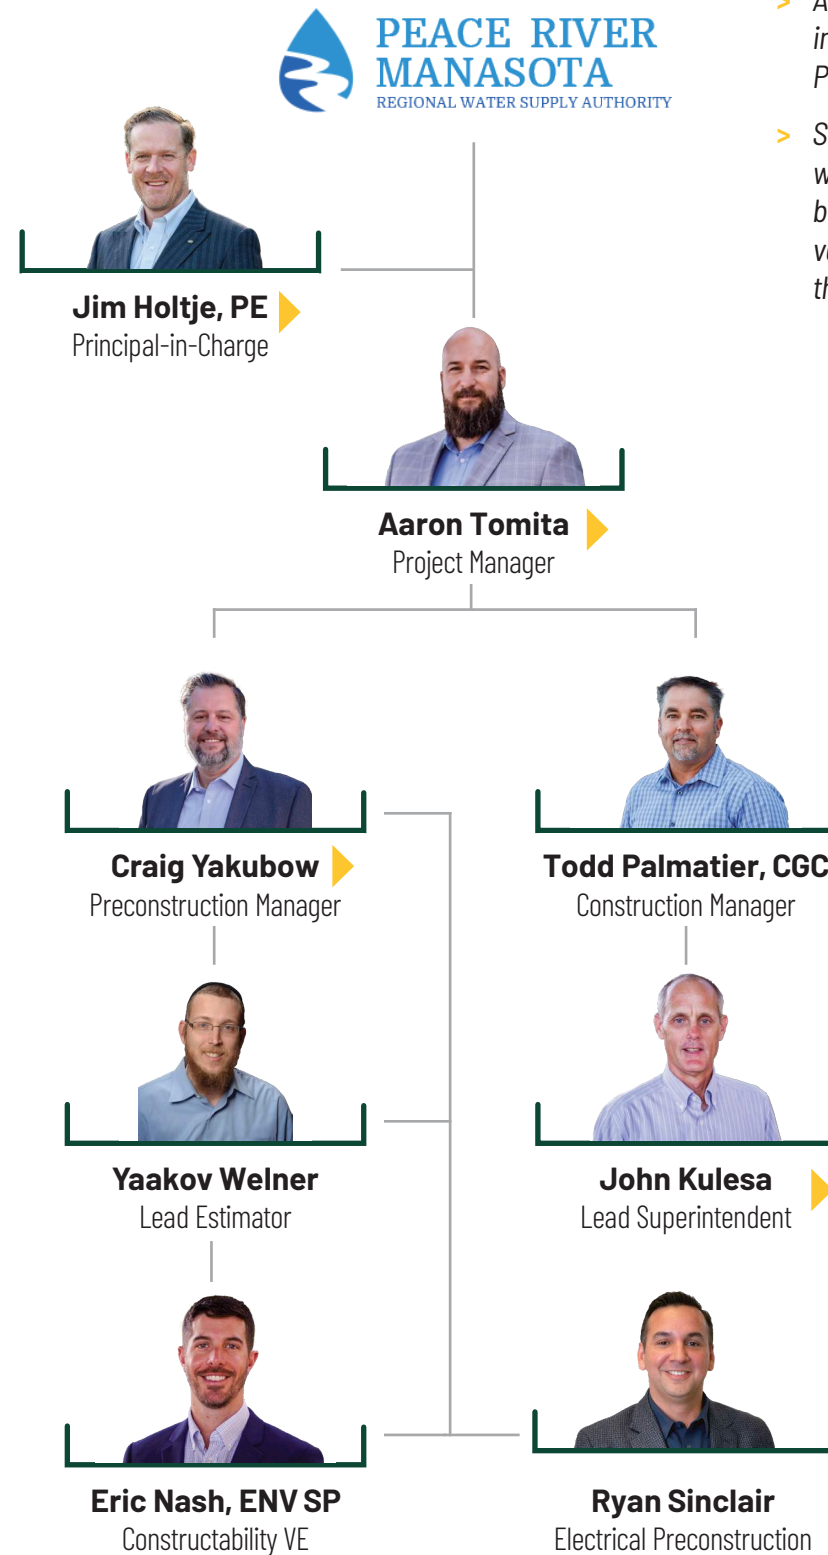 PEACE RIVER
MANASOTA
REGIONAL WATER SUPPLY AUTHORITY
Jim Holtje, PE
Principal-in-Charge
Aaron Tomita
Project Manager
Craig Yakubow
Preconstruction Manager
Todd Palmatier, CGC
Construction Manager
Yaakov Welner
Lead Estimator
John Kulesa
Lead Superintendent
Eric Nash, ENV SP
Constructability VE
Ryan Sinclair
Electrical Preconstruction